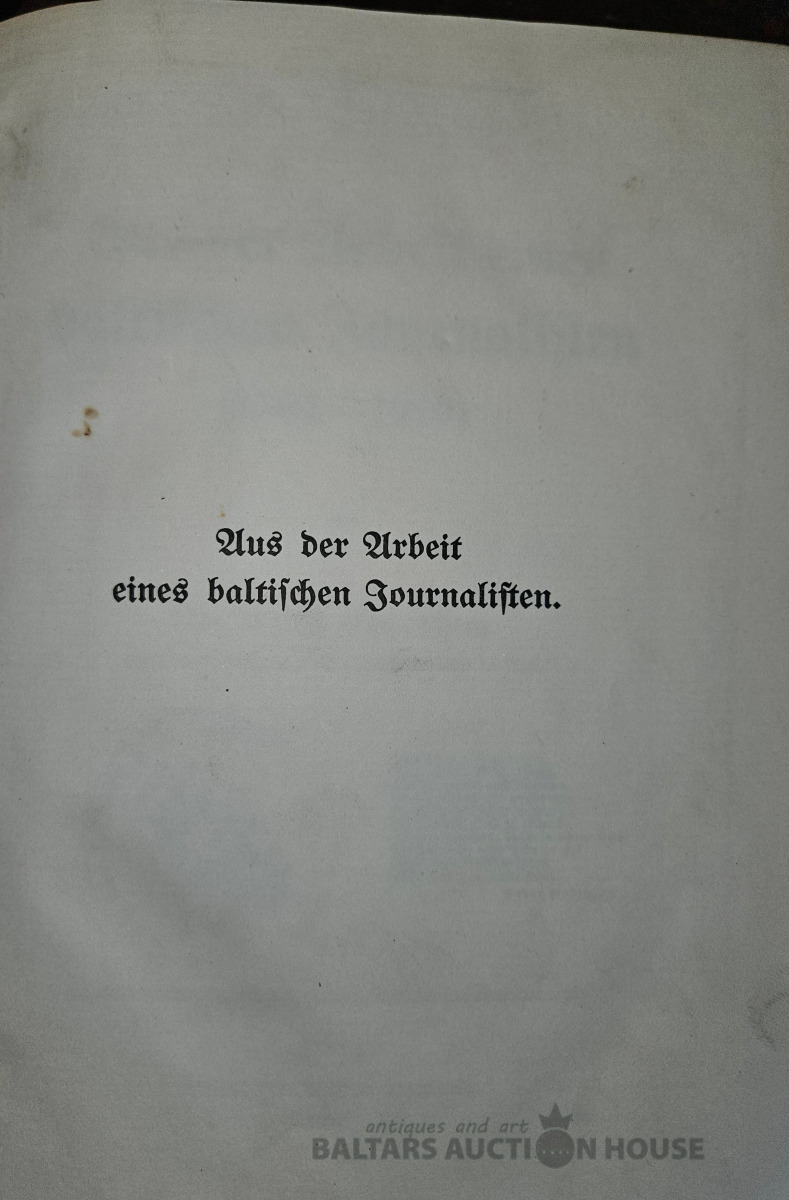 Aus der Arbeit
eines baltiſchen Journaliſten.
antiques and art
BALTARS AUCTION HOUSE